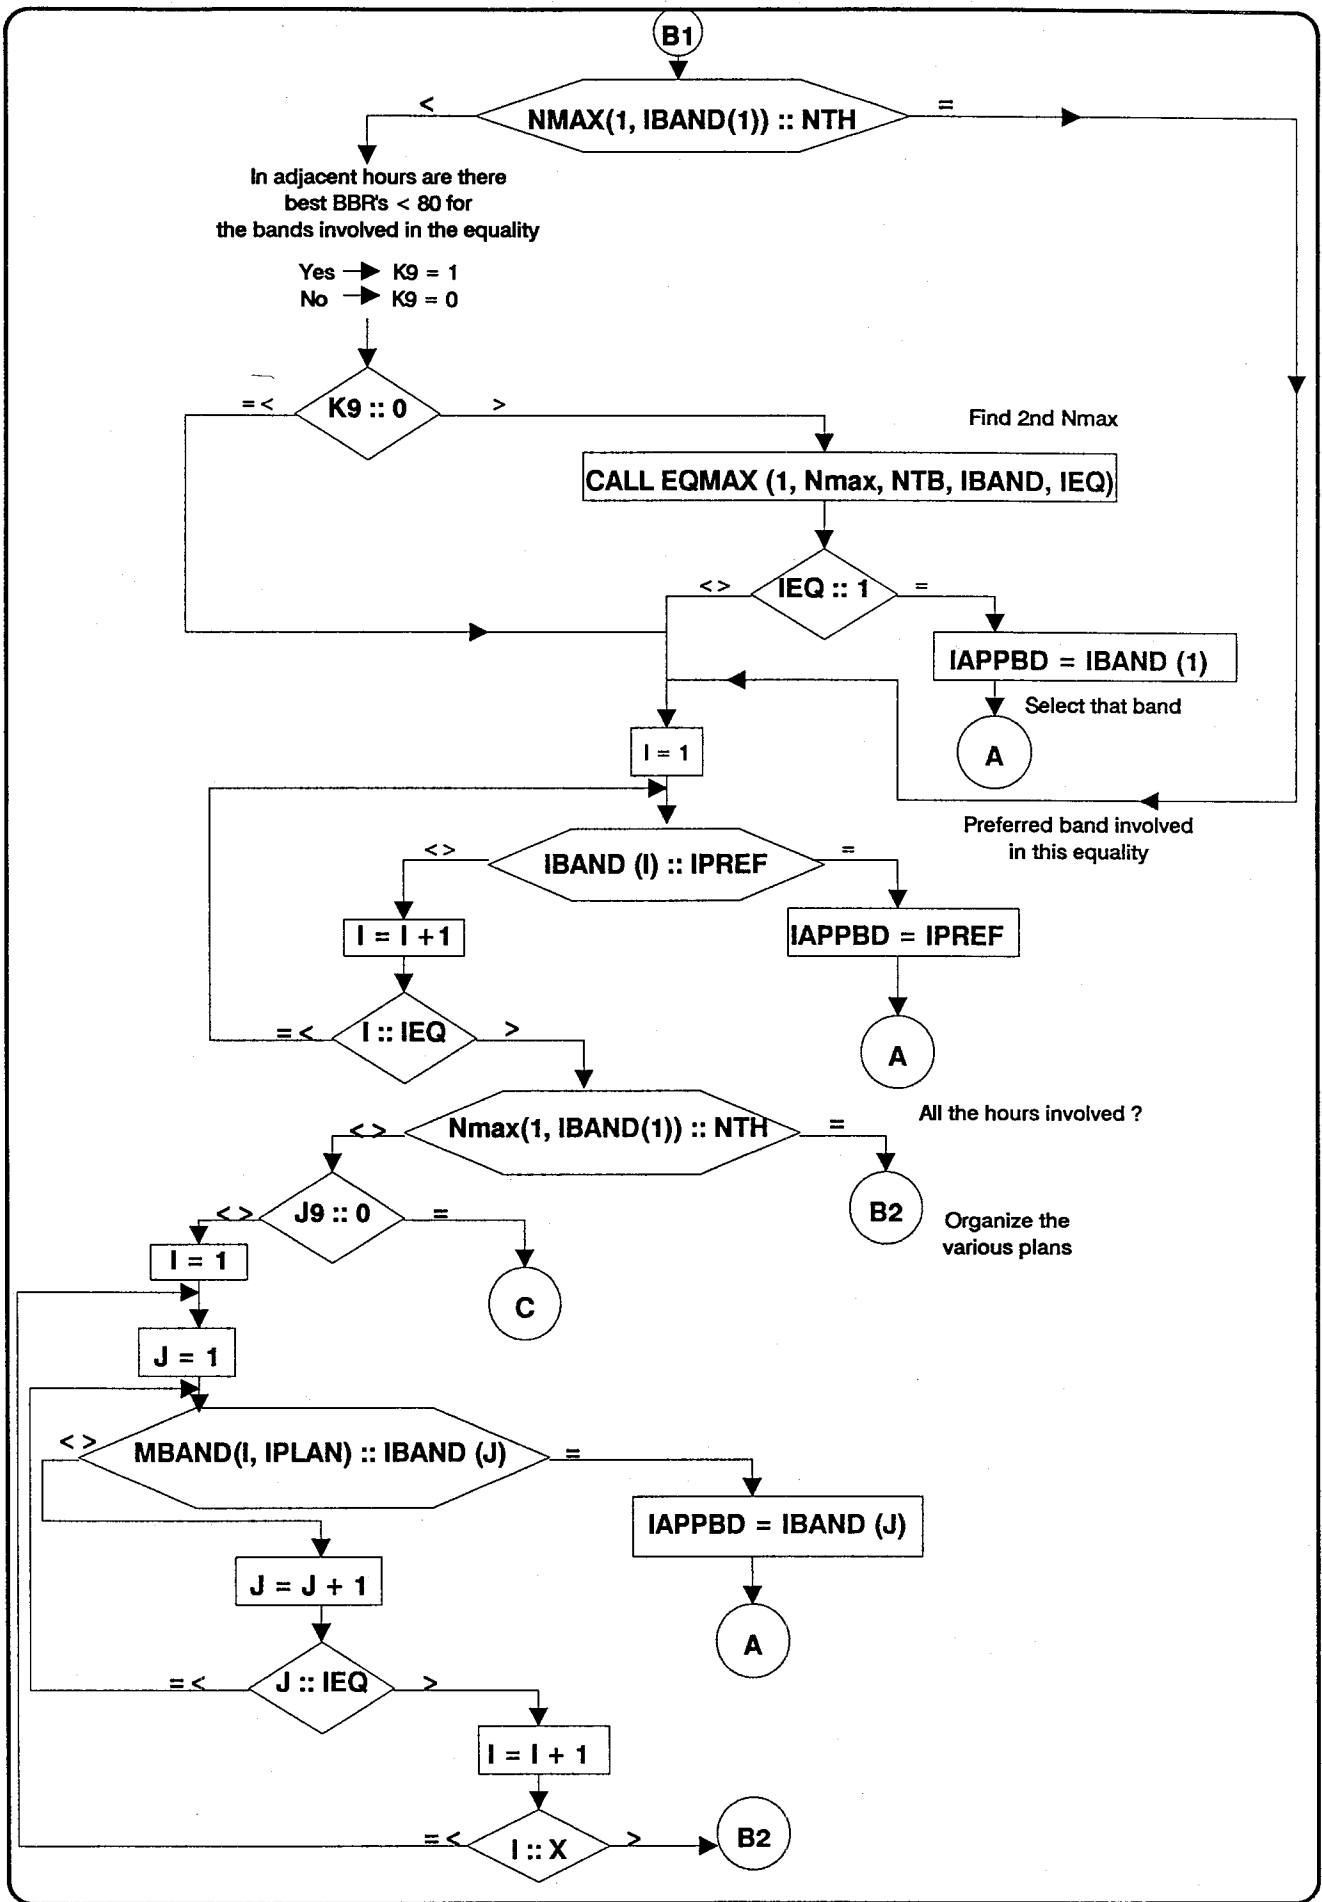 B1
<
NMAX(1, IBAND(1)) :: NTH
=
In adjacent hours are there
best BBR's < 80 for
the bands involved in the equality
Yes K9 = 1
No K9 = 0
= <
K9 :: 0
>
Find 2nd Nmax
CALL EQMAX (1, Nmax, NTB, IBAND, IEQ)
< >
IEQ :: 1
=
IAPPBD = IBAND (1)
Select that band
A
I = 1
Preferred band involved
in this equality
< >
IBAND (I) :: IPREF
=
I = I +1
IAPPBD = IPREF
= <
I :: IEQ
>
A
All the hours involved ?
< >
Nmax(1, IBAND(1)) :: NTH
=
B2
Organize the
various plans
< >
J9 :: 0
=
I = 1
C
J = 1
< >
MBAND(I, IPLAN) :: IBAND (J)
=
IAPPBD = IBAND (J)
J = J + 1
A
= <
J :: IEQ
>
I = I + 1
= <
I :: X
>
B2